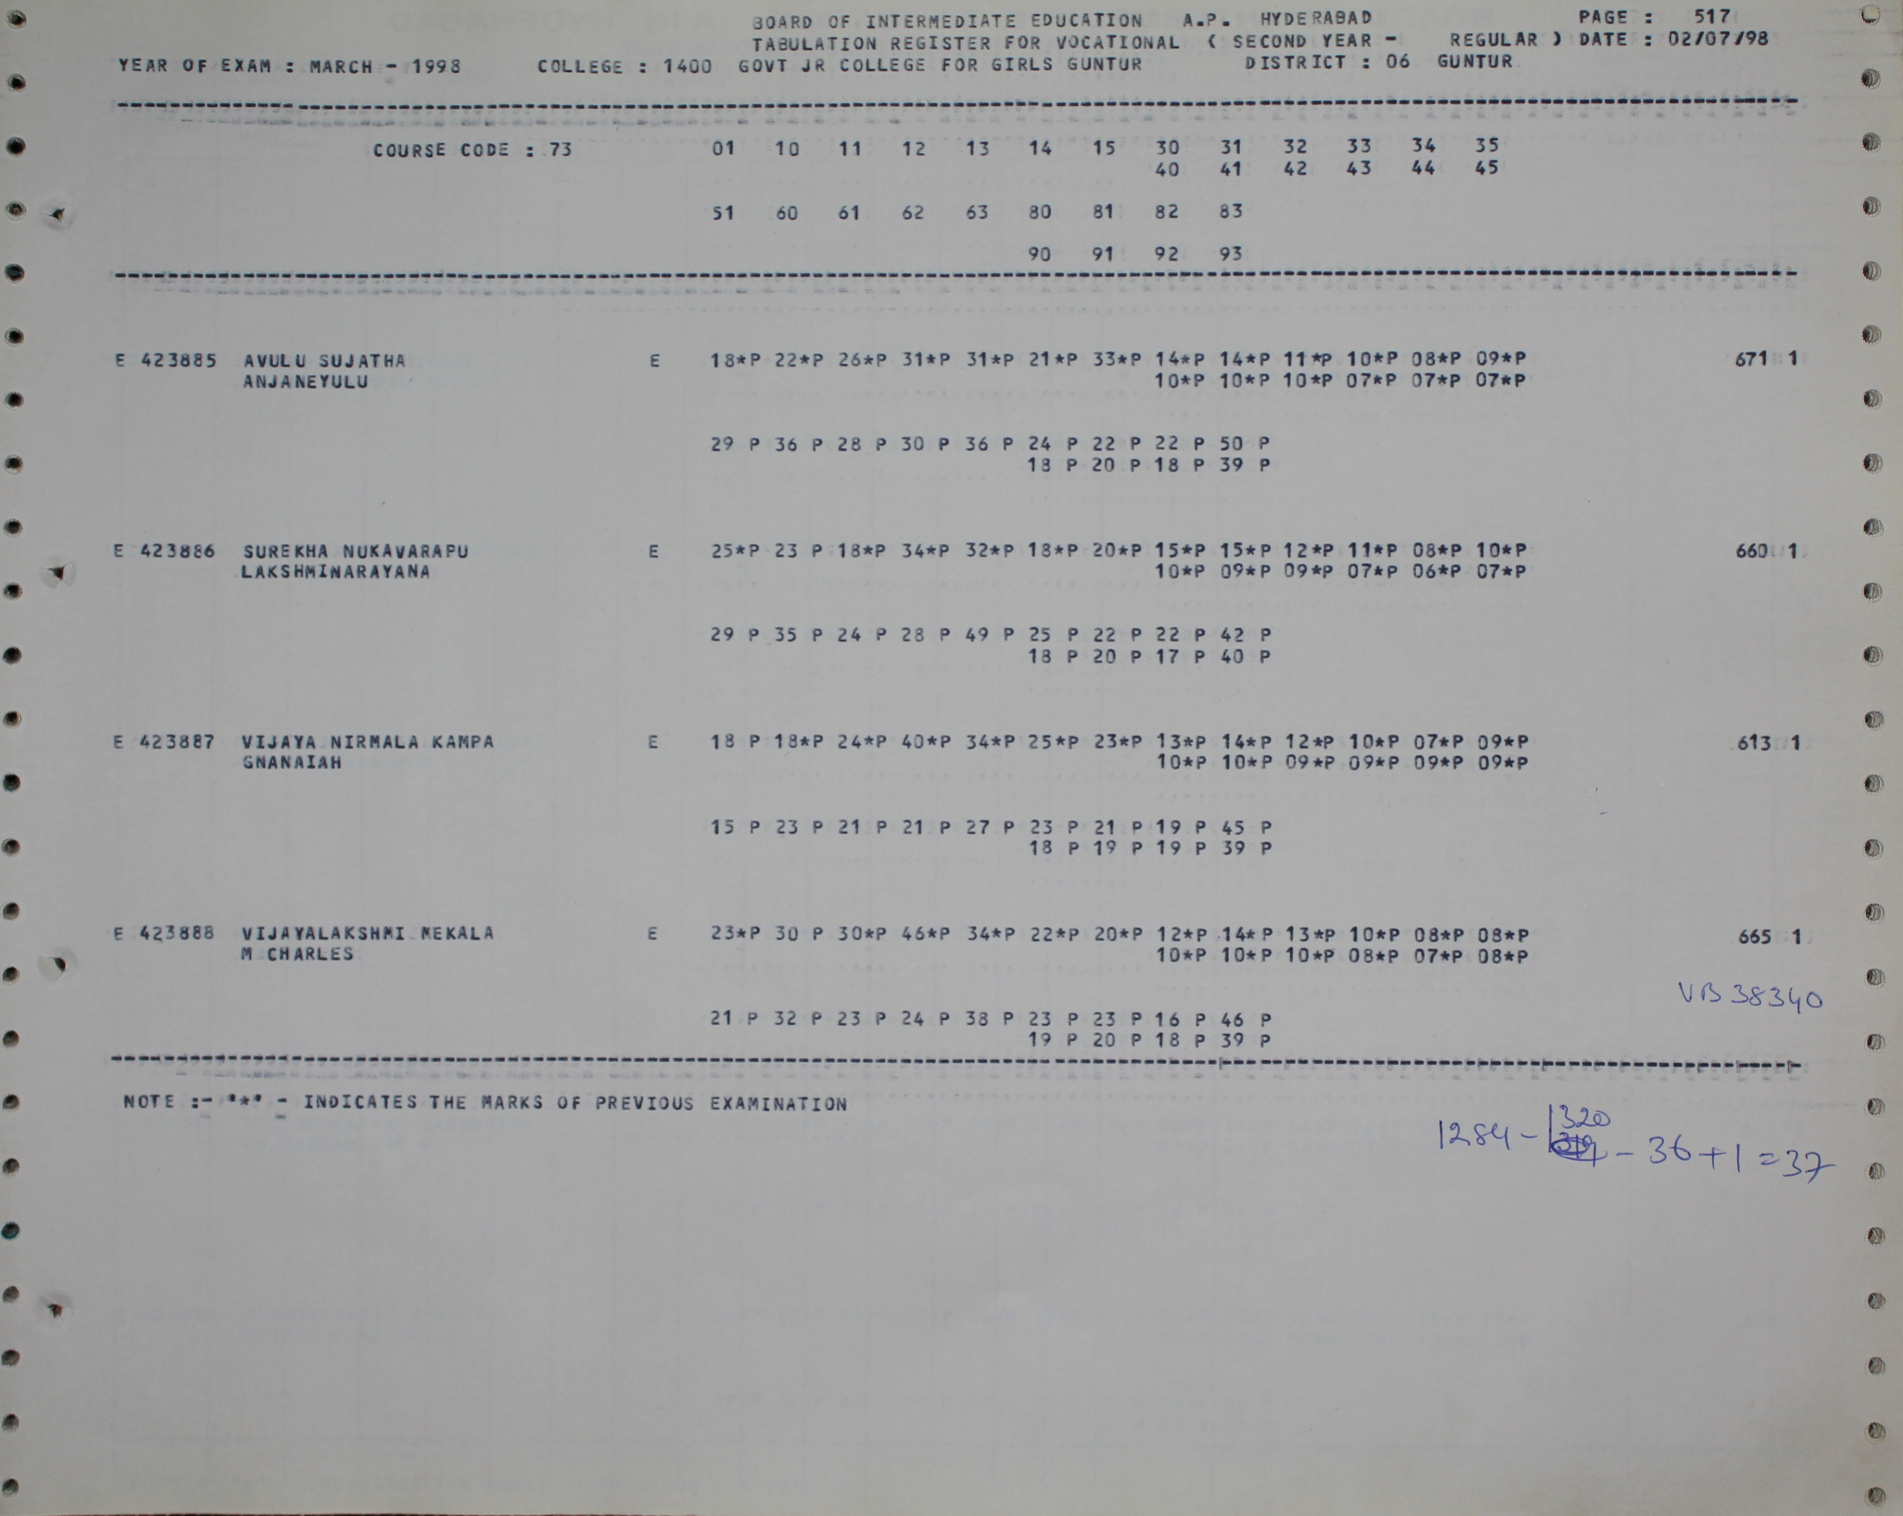 BOARD OF INTERMEDIATE EDUCATION A.P. HYDERABAD PAGE : 517
TABULATION REGISTER FOR VOCATIONAL ( SECOND YEAR - REGULAR ) DATE : 02/07/98
YEAR OF EXAM : MARCH - 1998 COLLEGE : 1400 GOVT JR COLLEGE FOR GIRLS GUNTUR DISTRICT : 06 GUNTUR
COURSE CODE : 73 01 10 11 12 13 14 15 30 31 32 33 34 35
40 41 42 43 44 45
51 60 61 62 63 80 81 82 83
90 91 92 93
E 423885 AVULU SUJATHA E 18*P 22*P 26*P 31*P 31*P 21*P 33*P 14*P 14*P 11*P 10*P 08*P 09*P 671 1
ANJANEYULU 10*P 10*P 10*P 07*P 07*P 07*P
29 P 36 P 28 P 30 P 36 P 24 P 22 P 22 P 50 P
18 P 20 P 18 P 39 P
E 423886 SUREKHA NUKAVARAPU E 25*P 23 P 18*P 34*P 32*P 18*P 20*P 15*P 15*P 12*P 11*P 08*P 10*P 660 1
LAKSHMINARAYANA 10*P 09*P 09*P 07*P 06*P 07*P
29 P 35 P 24 P 28 P 49 P 25 P 22 P 22 P 42 P
18 P 20 P 17 P 40 P
E 423887 VIJAYA NIRMALA KAMPA E 18 P 18*P 24*P 40*P 34*P 25*P 23*P 13*P 14*P 12*P 10*P 07*P 09*P 613 1
GNANAIAH 10*P 10*P 09*P 09*P 09*P 09*P
15 P 23 P 21 P 21 P 27 P 23 P 21 P 19 P 45 P
18 P 19 P 19 P 39 P
E 423888 VIJAYALAKSHMI MEKALA E 23*P 30 P 30*P 46*P 34*P 22*P 20*P 12*P 14*P 13*P 10*P 08*P 08*P 665 1
M CHARLES 10*P 10*P 10*P 08*P 07*P 08*P
VB 38340
21 P 32 P 23 P 24 P 38 P 23 P 23 P 16 P 46 P
19 P 20 P 18 P 39 P
NOTE :- "*" - INDICATES THE MARKS OF PREVIOUS EXAMINATION
1284 - 1320 - 36 + 1 = 37